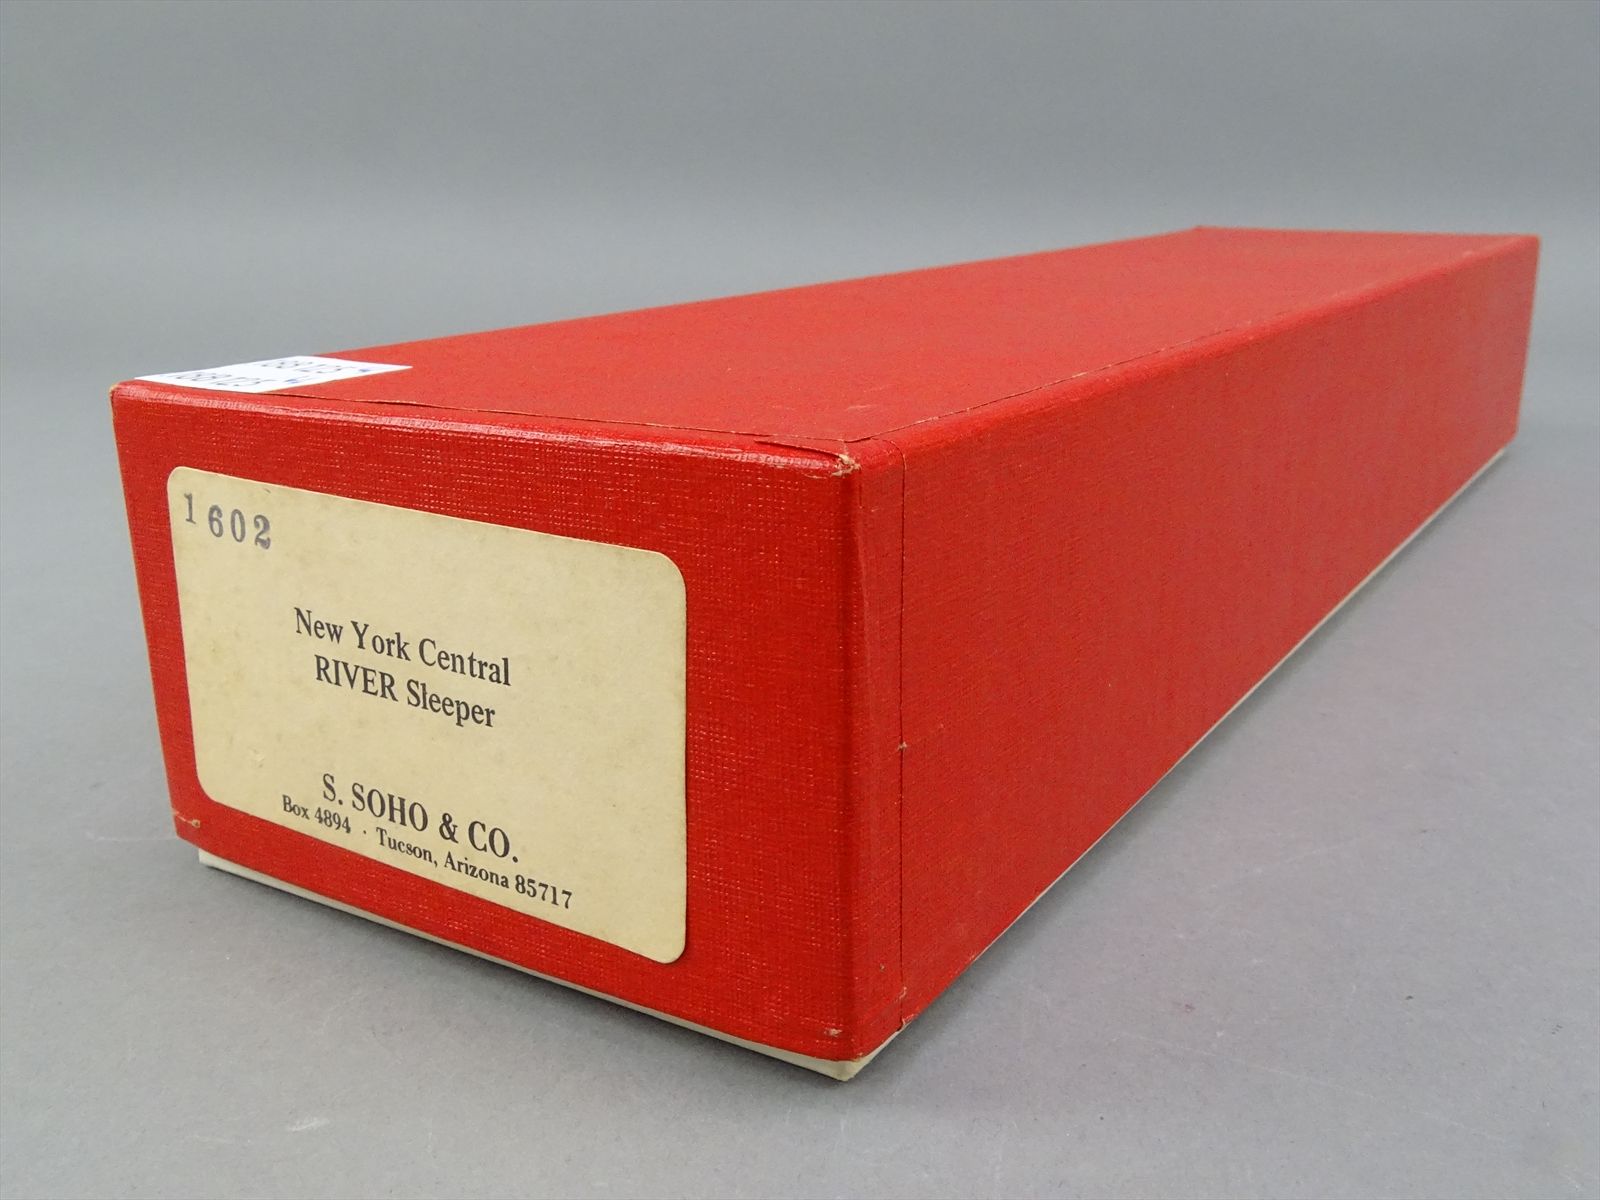 1602
New York Central
RIVER Sleeper
S. SOHO & CO.
Box 4894 · Tucson, Arizona 85717